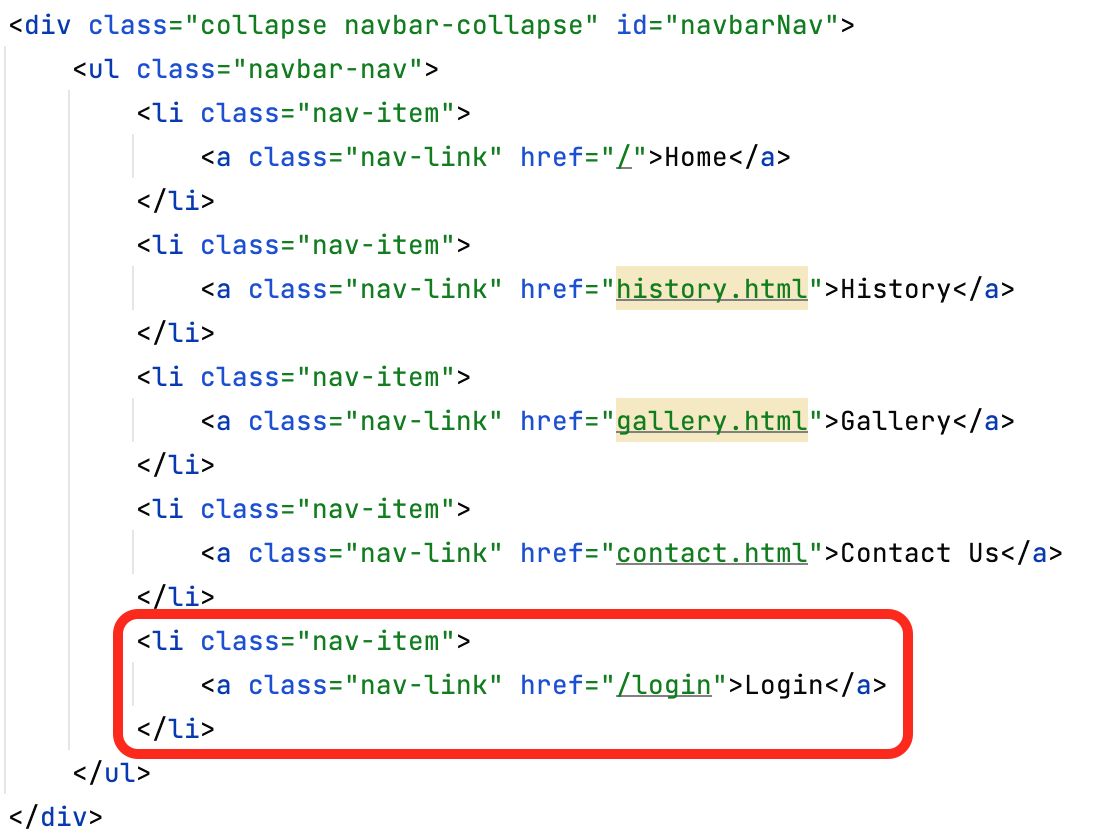 <div class="collapse navbar-collapse" id="navbarNav">
    <ul class="navbar-nav">
        <li class="nav-item">
            <a class="nav-link" href="/">Home</a>
        </li>
        <li class="nav-item">
            <a class="nav-link" href="history.html">History</a>
        </li>
        <li class="nav-item">
            <a class="nav-link" href="gallery.html">Gallery</a>
        </li>
        <li class="nav-item">
            <a class="nav-link" href="contact.html">Contact Us</a>
        </li>
        <li class="nav-item">
            <a class="nav-link" href="/login">Login</a>
        </li>
    </ul>
</div>